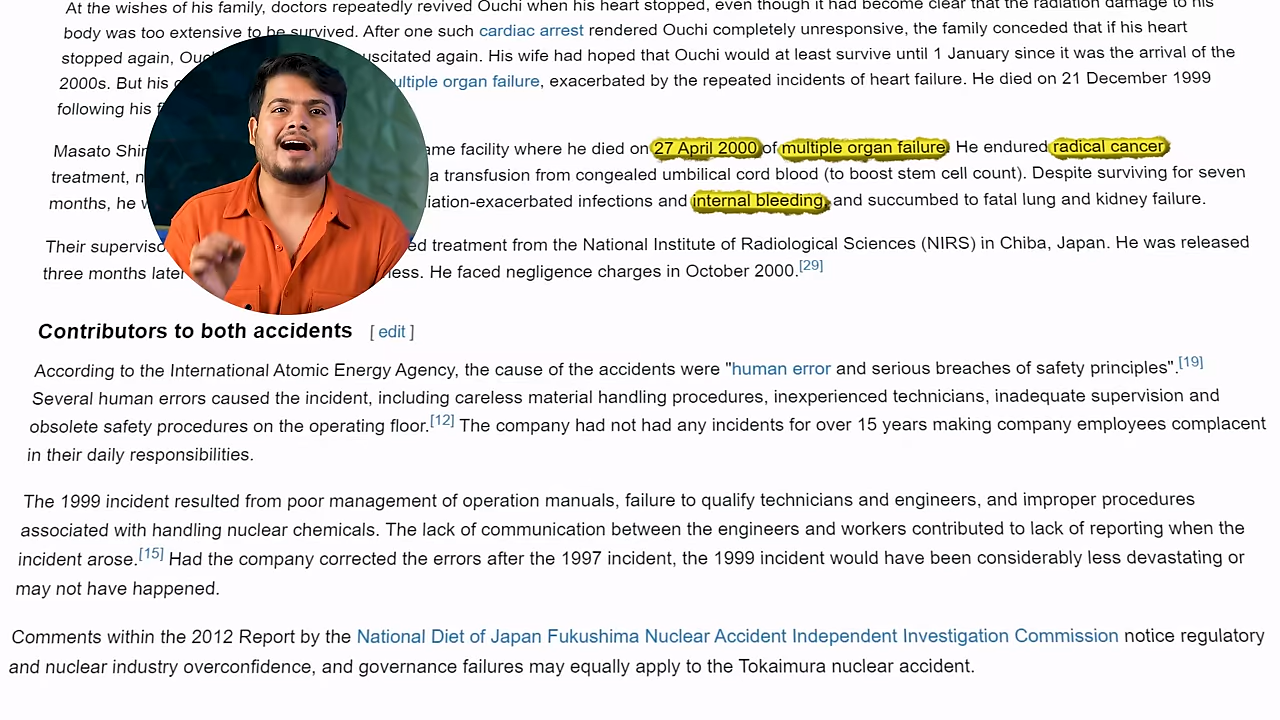 At the wishes of his family, doctors repeatedly revived Ouchi when his heart stopped, even though it had become clear that the radiation damage to his
body was too extensive to be survived. After one such cardiac arrest rendered Ouchi completely unresponsive, the family conceded that if his heart
stopped again, uscitated again. His wife had hoped that Ouchi would at least survive until 1 January since it was the arrival of the
2000s. But his ultiple organ failure, exacerbated by the repeated incidents of heart failure. He died on 21 December 1999
following his
Masato ame facility where he died on 27 April 2000 of multiple organ failure. He endured radical cancer
treatment, a transfusion from congealed umbilical cord blood (to boost stem cell count). Despite surviving for seven
months, he iation-exacerbated infections and internal bleeding, and succumbed to fatal lung and kidney failure.
Their ed treatment from the National Institute of Radiological Sciences (NIRS) in Chiba, Japan. He was released
three months later less. He faced negligence charges in October 2000.[29]
Contributors to both accidents [ edit ]
According to the International Atomic Energy Agency, the cause of the accidents were "human error and serious breaches of safety principles".[19]
Several human errors caused the incident, including careless material handling procedures, inexperienced technicians, inadequate supervision and
obsolete safety procedures on the operating floor.[12] The company had not had any incidents for over 15 years making company employees complacent
in their daily responsibilities.
The 1999 incident resulted from poor management of operation manuals, failure to qualify technicians and engineers, and improper procedures
associated with handling nuclear chemicals. The lack of communication between the engineers and workers contributed to lack of reporting when the
incident arose.[15] Had the company corrected the errors after the 1997 incident, the 1999 incident would have been considerably less devastating or
may not have happened.
Comments within the 2012 Report by the National Diet of Japan Fukushima Nuclear Accident Independent Investigation Commission notice regulatory
and nuclear industry overconfidence, and governance failures may equally apply to the Tokaimura nuclear accident.